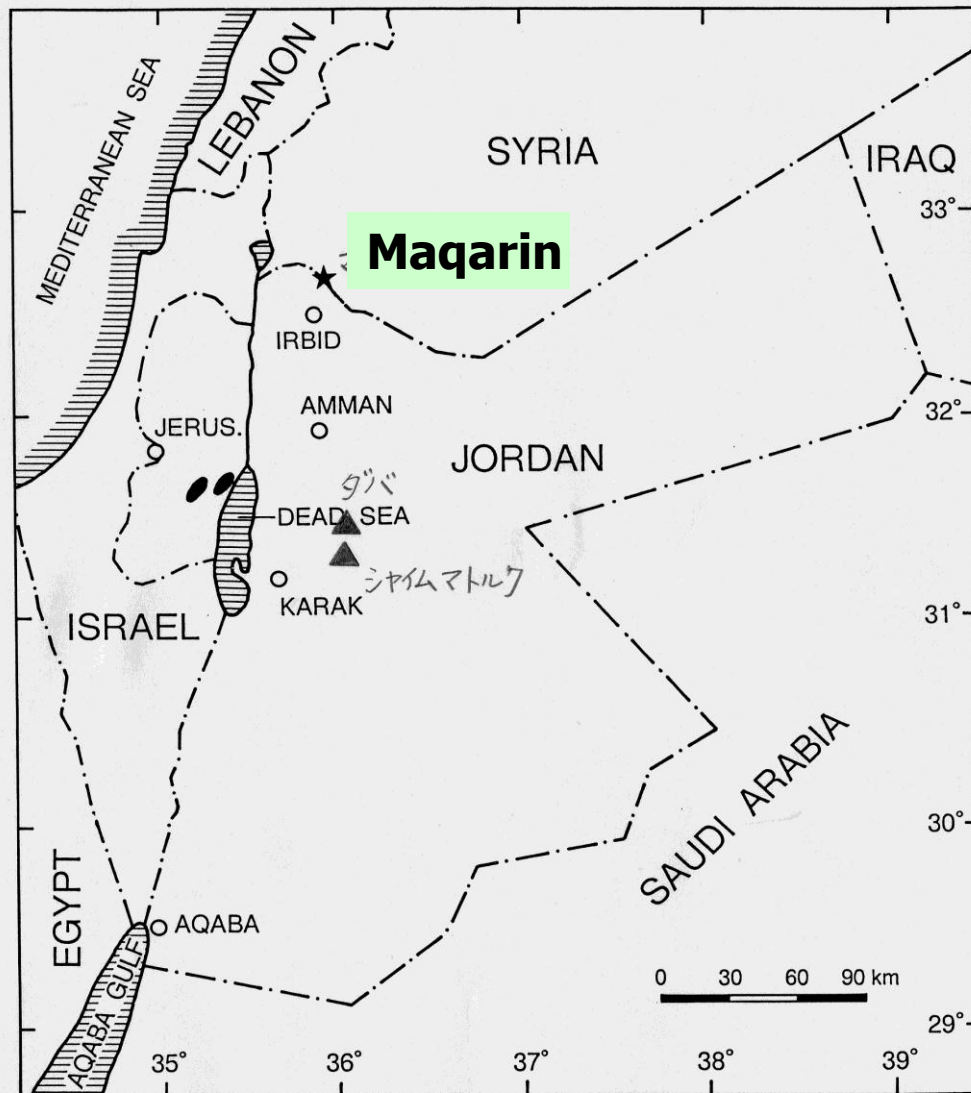 MEDITERRANEAN SEA
LEBANON
SYRIA
IRAQ
33°
Maqarin
IRBID
AMMAN
32°
JERUS.
JORDAN
ダバ
DEAD SEA
シャイムマトルク
KARAK
31°
ISRAEL
SAUDI ARABIA
30°
EGYPT
AQABA
AQABA GULF
0 30 60 90 km
29°
35° 36° 37° 38° 39°